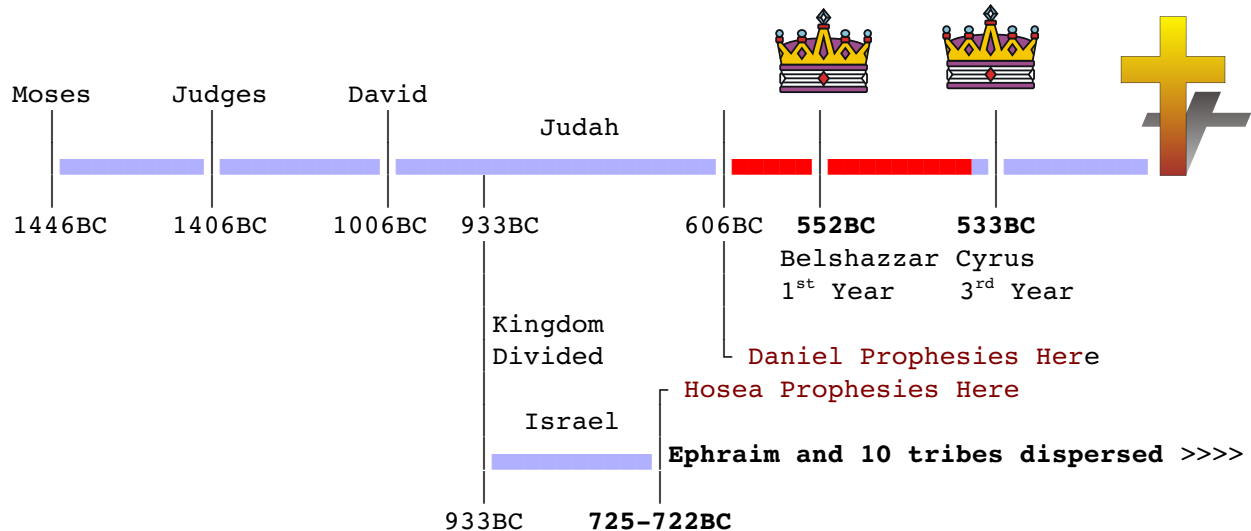 Moses Judges David
Judah
1446BC 1406BC 1006BC 933BC 606BC 552BC 533BC
Belshazzar Cyrus
1st Year 3rd Year
Kingdom
Divided
Daniel Prophesies Here
Hosea Prophesies Here
Israel
Ephraim and 10 tribes dispersed >>>>
933BC 725-722BC